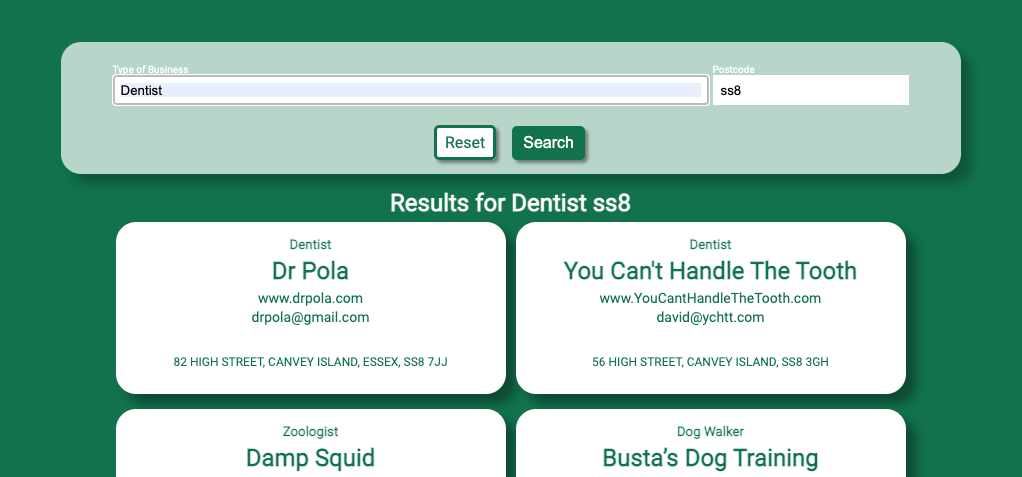 Type of Business
Postcode
Dentist
ss8
Reset
Search
Results for Dentist ss8
Dentist
Dr Pola
www.drpola.com
drpola@gmail.com
82 HIGH STREET, CANVEY ISLAND, ESSEX, SS8 7JJ
Dentist
You Can't Handle The Tooth
www.YouCantHandleTheTooth.com
david@ychtt.com
56 HIGH STREET, CANVEY ISLAND, SS8 3GH
Zoologist
Damp Squid
Dog Walker
Busta’s Dog Training